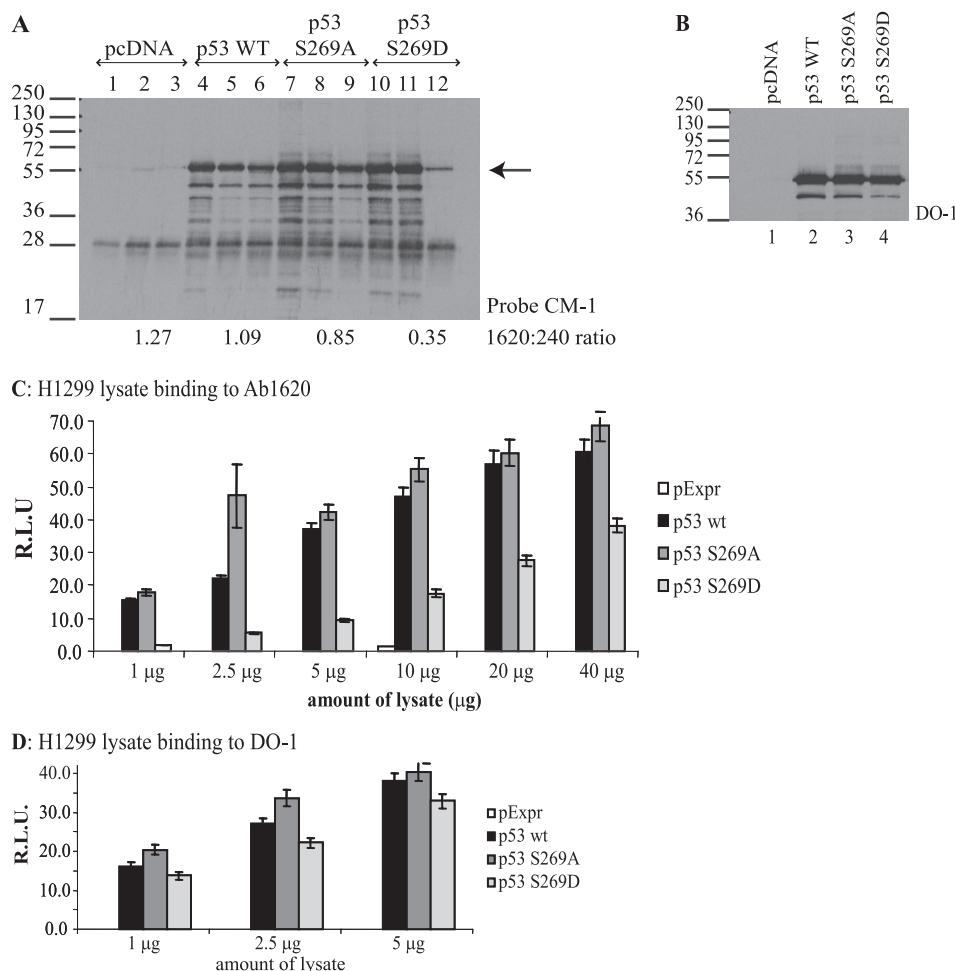 A
pcDNA
p53 WT
p53
S269A
p53
S269D
1 2 3 4 5 6 7 8 9 10 11 12
250
130
95
72
55
36
28
17
Probe CM-1
1.27 1.09 0.85 0.35 1620:240 ratio
B
pcDNA
p53 WT
p53 S269A
p53 S269D
250
130
95
72
55
36
DO-1
1 2 3 4
C: H1299 lysate binding to Ab1620
R.L.U
70.0
60.0
50.0
40.0
30.0
20.0
10.0
0.0
1 µg 2.5 µg 5 µg 10 µg 20 µg 40 µg
amount of lysate (µg)
pExpr
p53 wt
p53 S269A
p53 S269D
D: H1299 lysate binding to DO-1
R.L.U.
40.0
30.0
20.0
10.0
0.0
1 µg 2.5 µg 5 µg
amount of lysate
pExpr
p53 wt
p53 S269A
p53 S269D